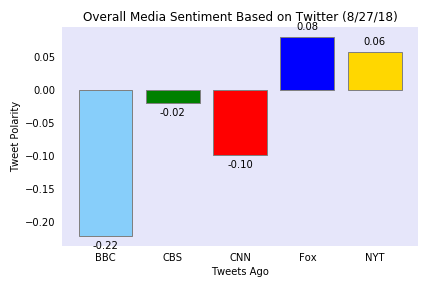 Overall Media Sentiment Based on Twitter (8/27/18)
0.08
0.06
0.05
0.00
-0.02
−0.05
−0.10
-0.10
−0.15
−0.20
-0.22
Tweet Polarity
BBC CBS CNN Fox NYT
Tweets Ago